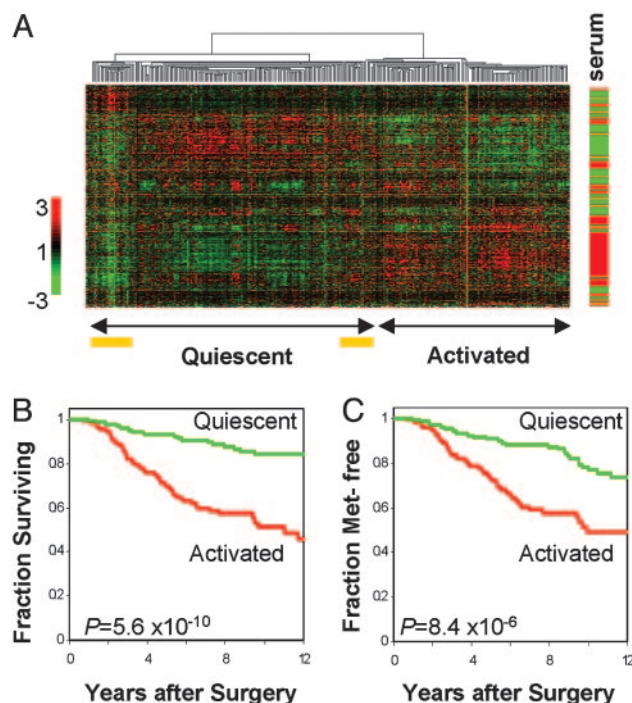 A
serum
3
1
-3
Quiescent
Activated
B
Fraction Surviving
1
08
06
04
02
0
Quiescent
Activated
P=5.6 x10-10
0
4
8
12
Years after Surgery
C
Fraction Met- free
1
08
06
04
02
0
Quiescent
Activated
P=8.4 x10-6
0
4
8
12
Years after Surgery